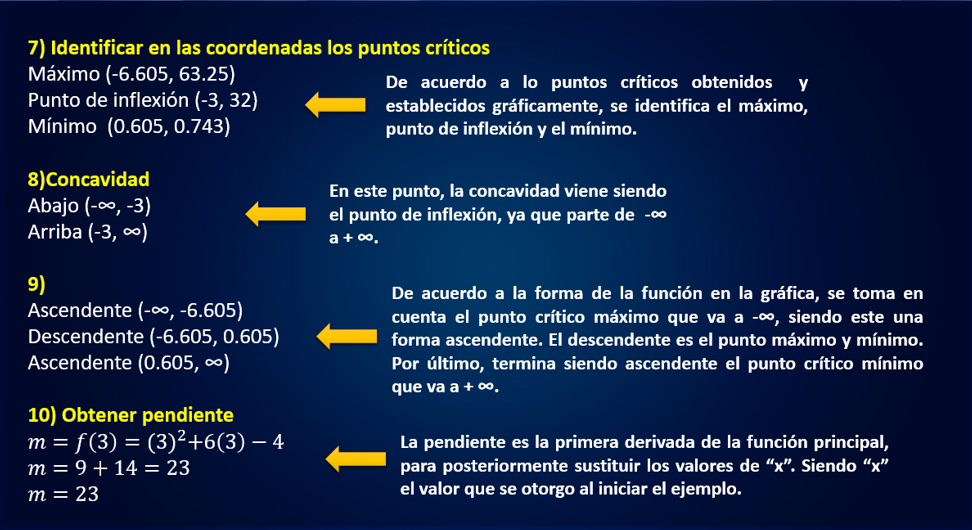 7) Identificar en las coordenadas los puntos críticos
Máximo (-6.605, 63.25)
Punto de inflexión (-3, 32)
Mínimo (0.605, 0.743)
De acuerdo a lo puntos críticos obtenidos y
establecidos gráficamente, se identifica el máximo,
punto de inflexión y el mínimo.
8)Concavidad
Abajo (-∞, -3)
Arriba (-3, ∞)
En este punto, la concavidad viene siendo
el punto de inflexión, ya que parte de -∞
a + ∞.
9)
Ascendente (-∞, -6.605)
Descendente (-6.605, 0.605)
Ascendente (0.605, ∞)
De acuerdo a la forma de la función en la gráfica, se toma en
cuenta el punto crítico máximo que va a -∞, siendo este una
forma ascendente. El descendente es el punto máximo y mínimo.
Por último, termina siendo ascendente el punto crítico mínimo
que va a + ∞.
10) Obtener pendiente
m = f(3) = (3)²+6(3) − 4
m = 9 + 14 = 23
m = 23
La pendiente es la primera derivada de la función principal,
para posteriormente sustituir los valores de “x”. Siendo “x”
el valor que se otorgo al iniciar el ejemplo.